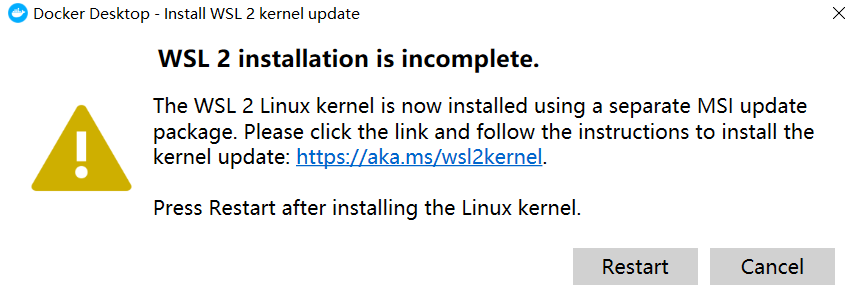 Docker Desktop - Install WSL 2 kernel update
WSL 2 installation is incomplete.
The WSL 2 Linux kernel is now installed using a separate MSI update
package. Please click the link and follow the instructions to install the
kernel update: https://aka.ms/wsl2kernel.
Press Restart after installing the Linux kernel.
Restart
Cancel